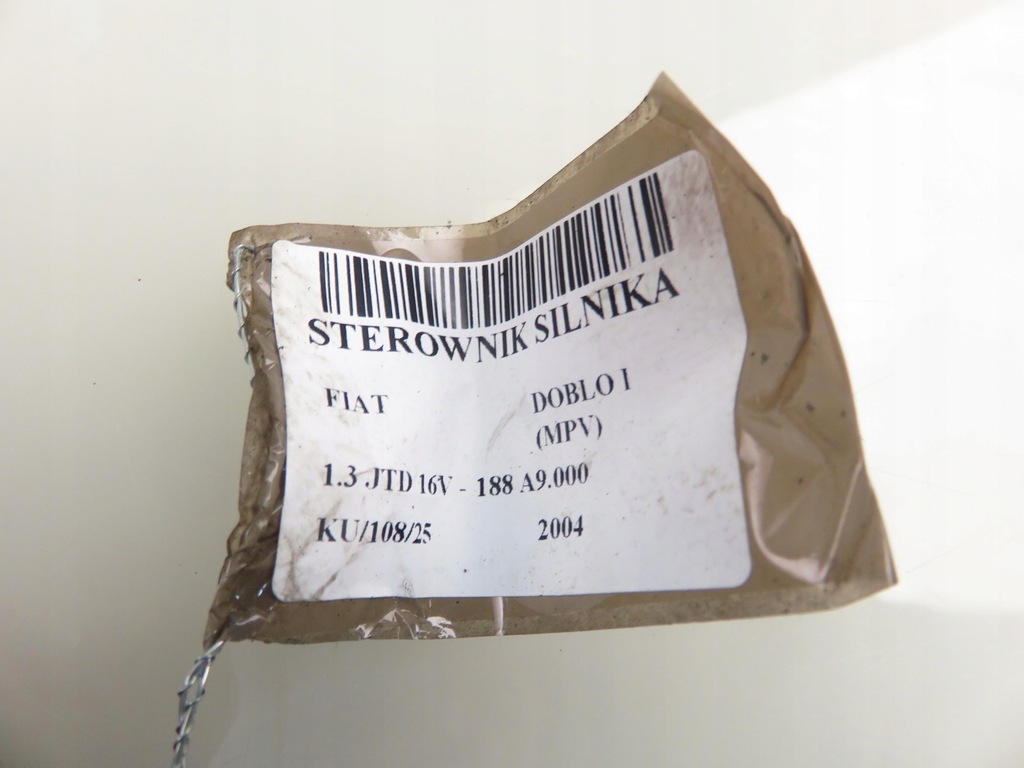 STEROWNIK SILNIKA
FIAT DOBLO I
(MPV)
1.3 JTD 16V - 188 A9.000
KU/108/25 2004